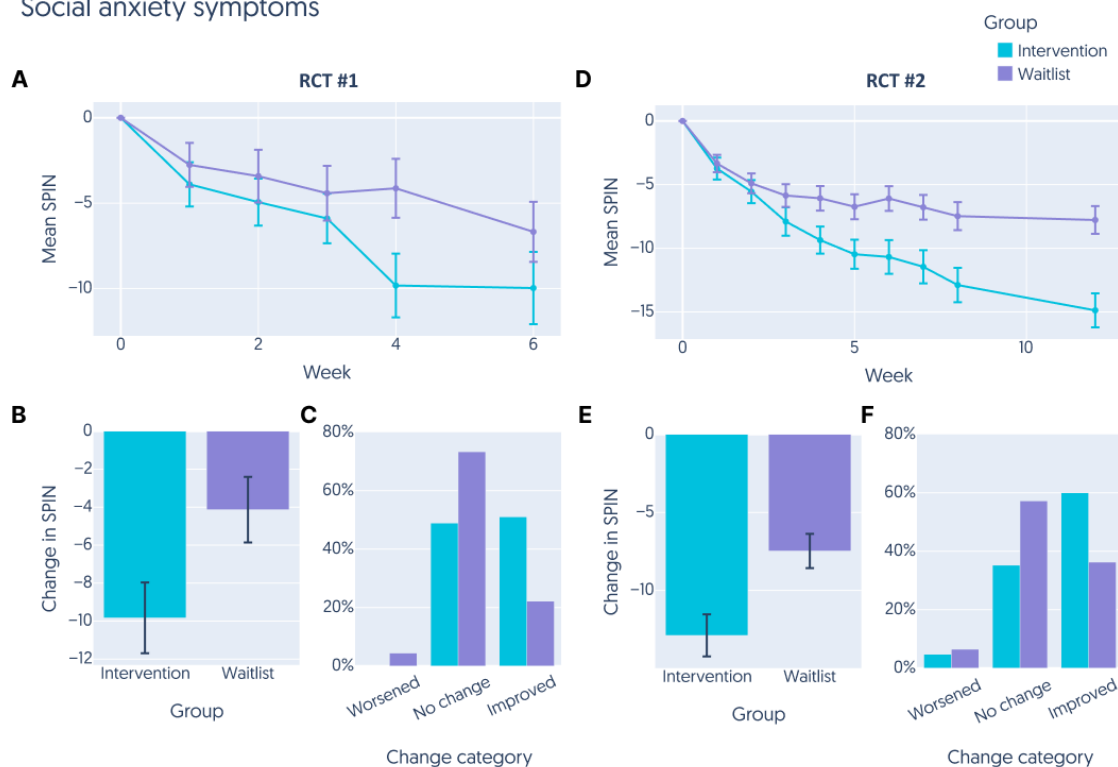 Social anxiety symptoms
Group
Intervention
Waitlist
A
RCT #1
0
−5
−10
Mean SPIN
0 2 4 6
Week
D
RCT #2
0
−5
−10
−15
Mean SPIN
0 5 10
Week
B
0
−2
−4
−6
−8
−10
−12
Change in SPIN
Intervention Waitlist
Group
C
80%
60%
40%
20%
0%
Worsened No change Improved
Change category
E
0
−5
−10
Change in SPIN
Intervention Waitlist
Group
F
80%
60%
40%
20%
0%
Worsened No change Improved
Change category